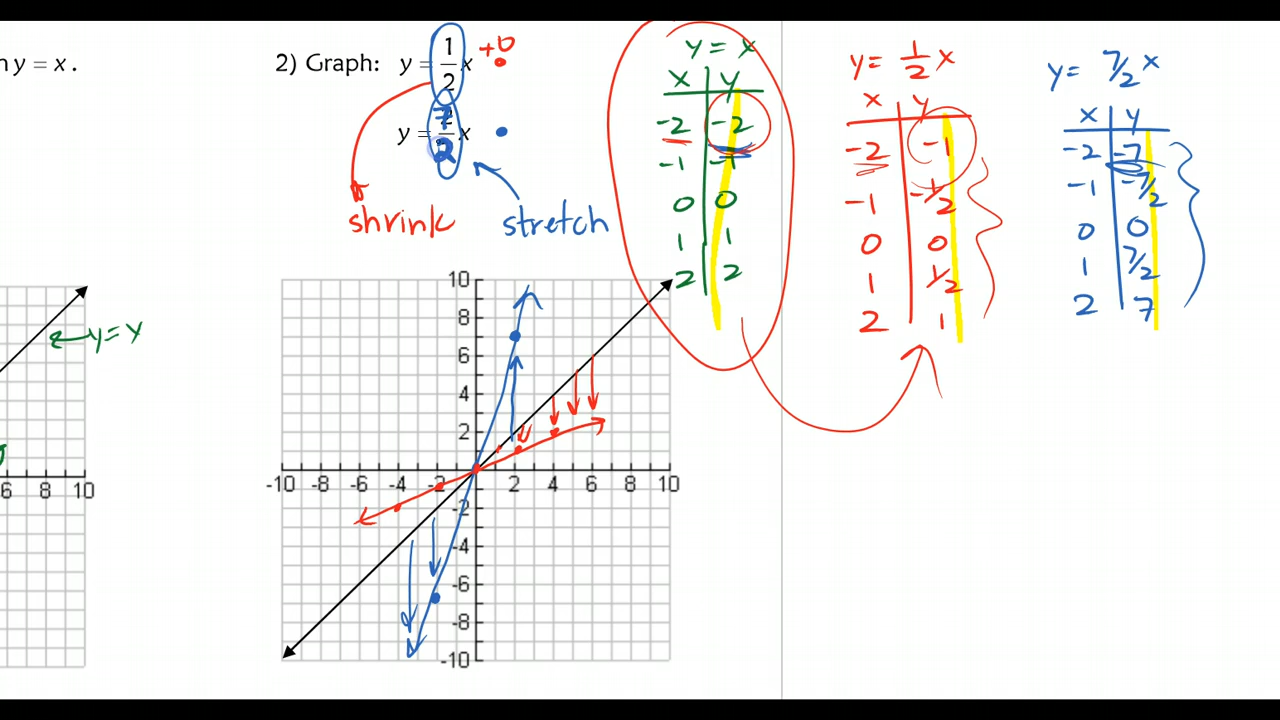 n y = x .
y = x
6 8 10
2) Graph: y = 1/2 x +0
y = 7/2 x
shrink
stretch
y = x
x y
-2 -2
-1 -1
0 0
1 1
2 2
y = 1/2 x
x y
-2 -1
-1 -1/2
0 0
1 1/2
2 1
y = 7/2 x
x y
-2 -7
-1 -7/2
0 0
1 7/2
2 7
10
8
6
4
2
-10 -8 -6 -4 -2 2 4 6 8 10
-2
-4
-6
-8
-10